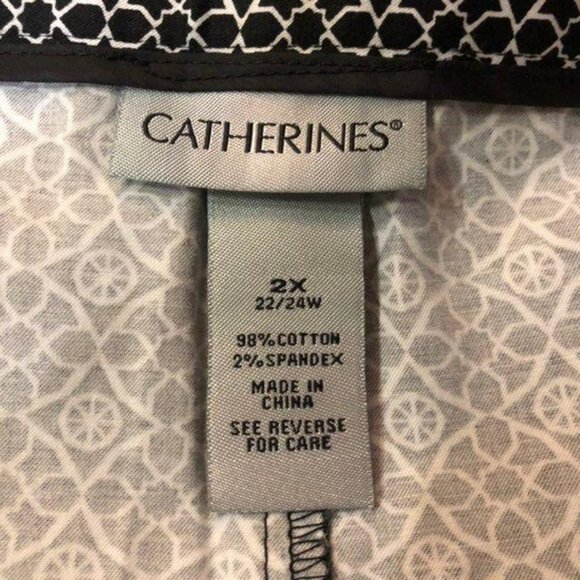 CATHERINES®
2X
22/24W
98%COTTON
2%SPANDEX
MADE IN
CHINA
SEE REVERSE
FOR CARE